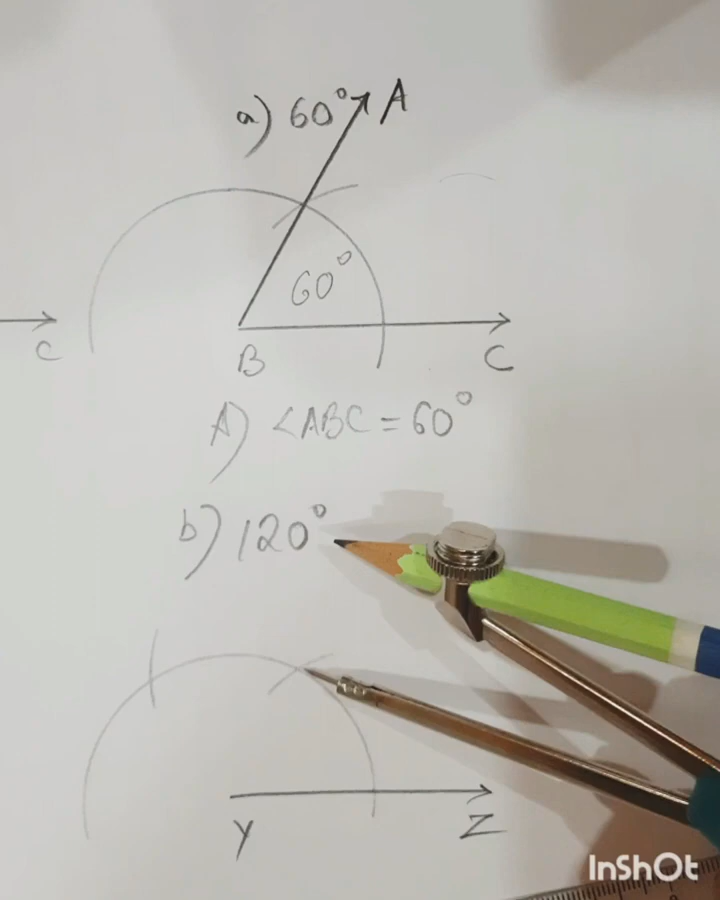 a) 60° A
60°
C
B C
A) ∠ABC = 60°
b) 120°
Y Z
InShOt